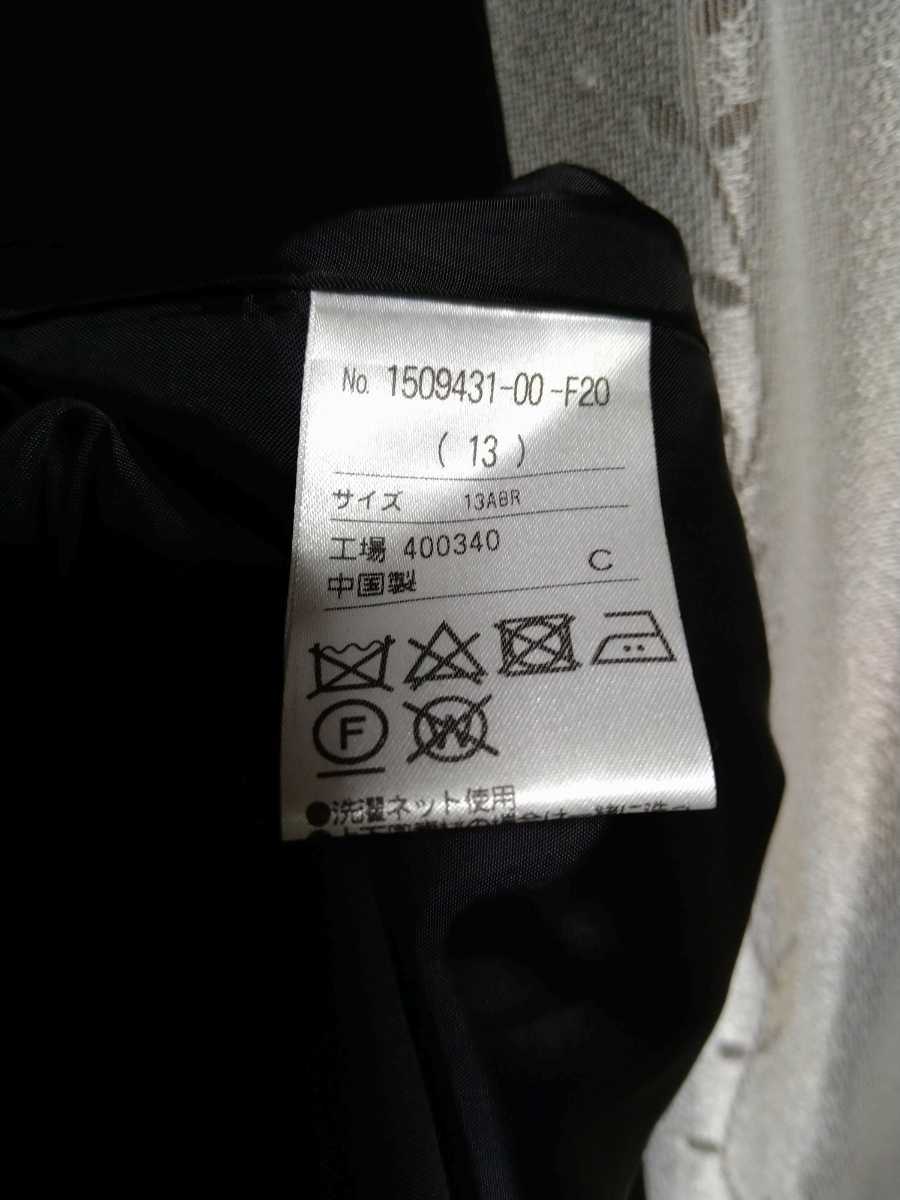 No. 1509431-00-F20
( 13 )
サイズ 13ABR
工場 400340
中国製 C
F
W
●洗濯ネット使用